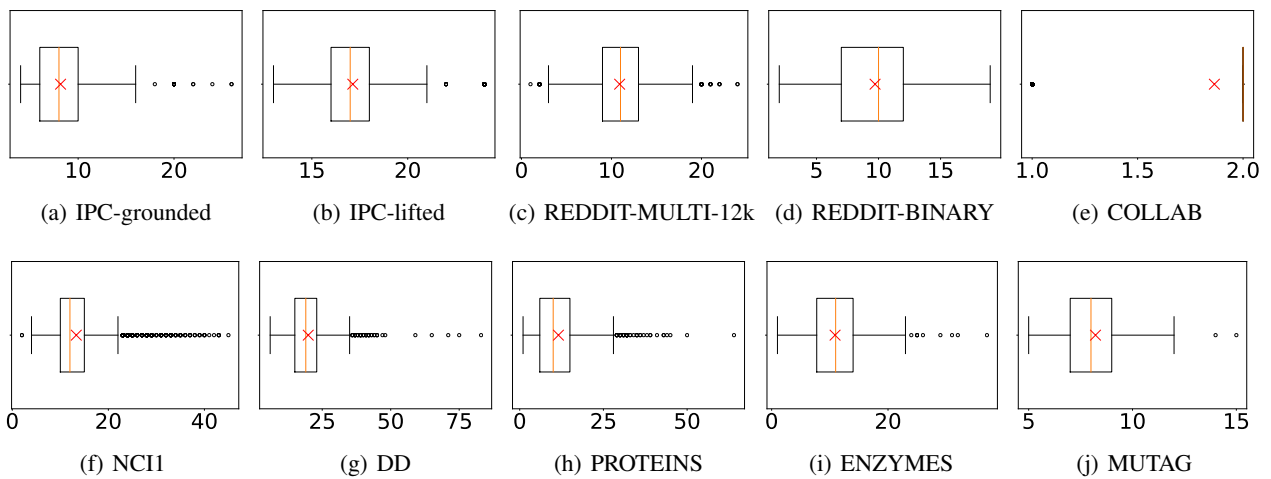 10 20
15 20
0 10 20
5 10 15
1.0 1.5 2.0
(a) IPC-grounded
(b) IPC-lifted
(c) REDDIT-MULTI-12k
(d) REDDIT-BINARY
(e) COLLAB
0 20 40
25 50 75
0 25 50
0 20
5 10 15
(f) NCI1
(g) DD
(h) PROTEINS
(i) ENZYMES
(j) MUTAG